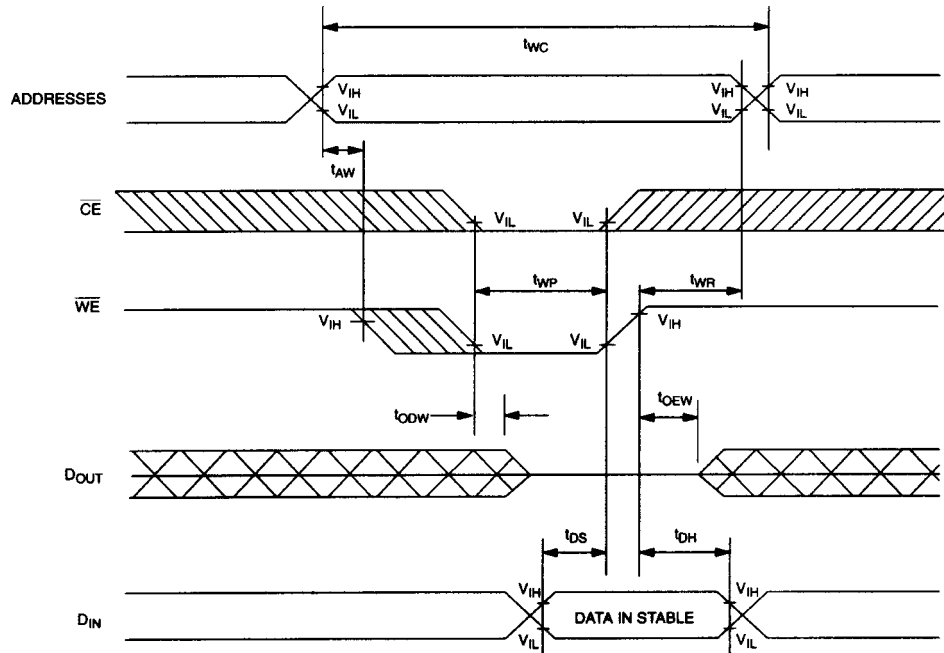 tWC
ADDRESSES
VIH VIH VIH
VIL VIL VIL
tAW
CE
VIL VIL
tWP tWR
WE
VIH VIH
VIL VIL
tODW tOEW
DOUT
tDS tDH
VIH VIH
DIN DATA IN STABLE
VIL VIL